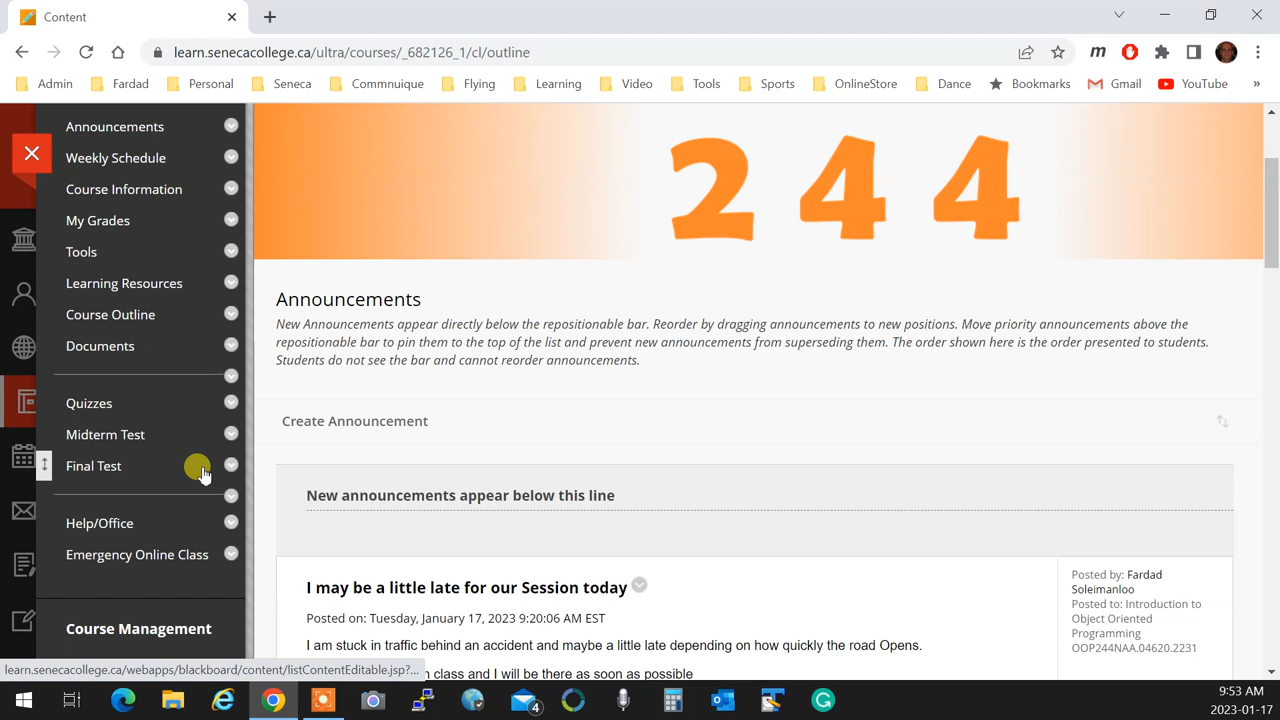 Content
learn.senecacollege.ca/ultra/courses/_682126_1/cl/outline
m
Admin
Fardad
Personal
Seneca
Commnuique
Flying
Learning
Video
Tools
Sports
OnlineStore
Dance
Bookmarks
Gmail
YouTube
»
Announcements
Weekly Schedule
Course Information
My Grades
Tools
Learning Resources
Course Outline
Documents
Quizzes
Midterm Test
Final Test
Help/Office
Emergency Online Class
Course Management
244
Announcements
New Announcements appear directly below the repositionable bar. Reorder by dragging announcements to new positions. Move priority announcements above the
repositionable bar to pin them to the top of the list and prevent new announcements from superseding them. The order shown here is the order presented to students.
Students do not see the bar and cannot reorder announcements.
Create Announcement
New announcements appear below this line
I may be a little late for our Session today
Posted on: Tuesday, January 17, 2023 9:20:06 AM EST
I am stuck in traffic behind an accident and maybe a little late depending on how quickly the road Opens.
class and I will be there as soon as possible
Posted by: Fardad
Soleimanloo
Posted to: Introduction to
Object Oriented
Programming
OOP244NAA.04620.2231
learn.senecacollege.ca/webapps/blackboard/content/listContentEditable.jsp?...
4
9:53 AM
2023-01-17